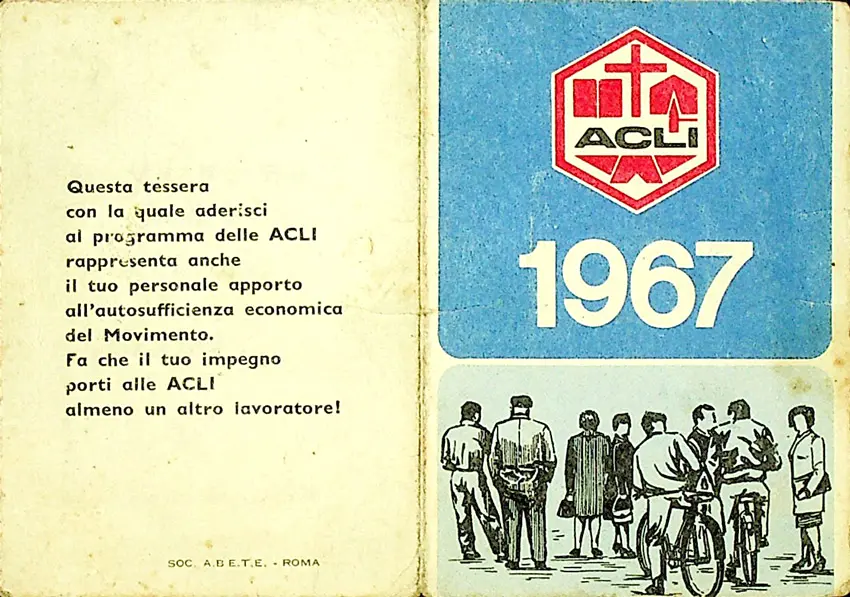 Questa tessera
con la quale aderisci
al programma delle ACLI
rappresenta anche
il tuo personale apporto
all'autosufficienza economica
del Movimento.
Fa che il tuo impegno
porti alle ACLI
almeno un altro lavoratore!
SOC. A.B E.T.E. - ROMA
ACLI
1967